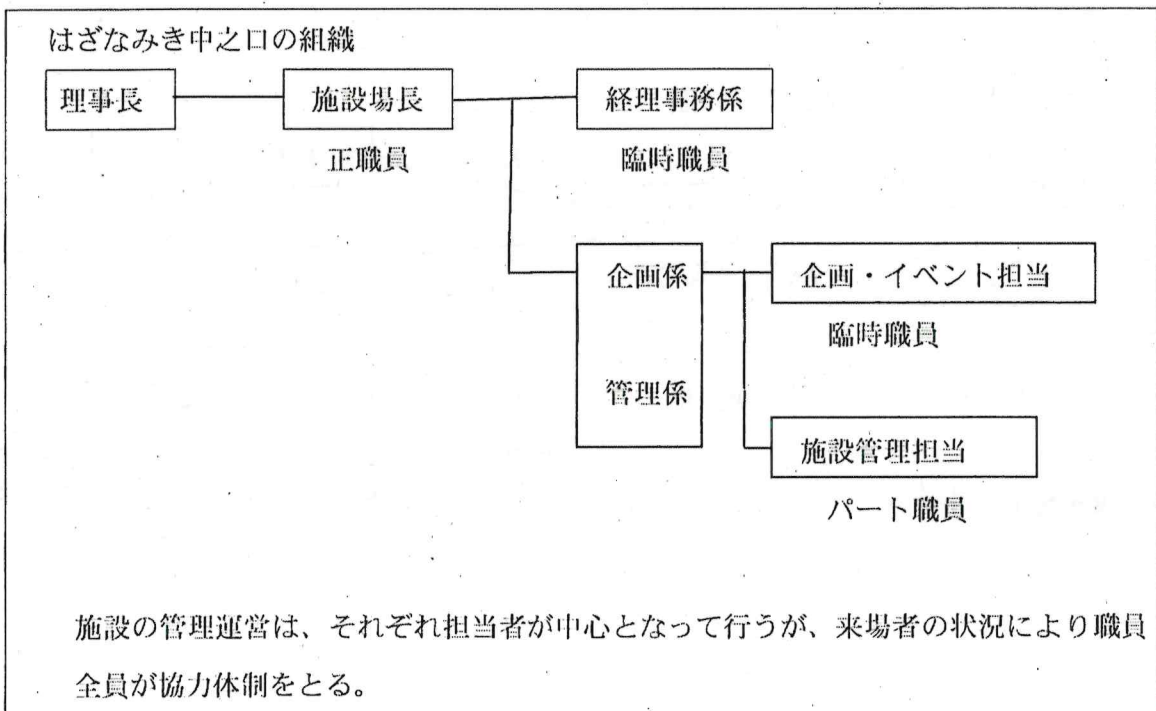 はざなみき中之口の組織
理事長 施設場長 経理事務係
正職員 臨時職員
企画係 企画・イベント担当
臨時職員
管理係
施設管理担当
パート職員
施設の管理運営は、それぞれ担当者が中心となって行うが、来場者の状況により職員
全員が協力体制をとる。